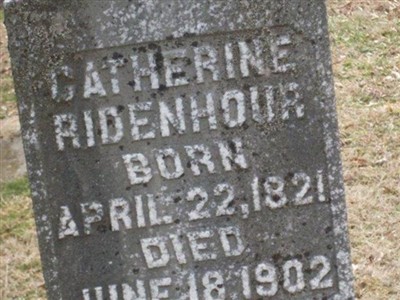 CATHERINE
RIDENHOUR
BORN
APRIL 22, 1821
DIED
JUNE 18, 1902